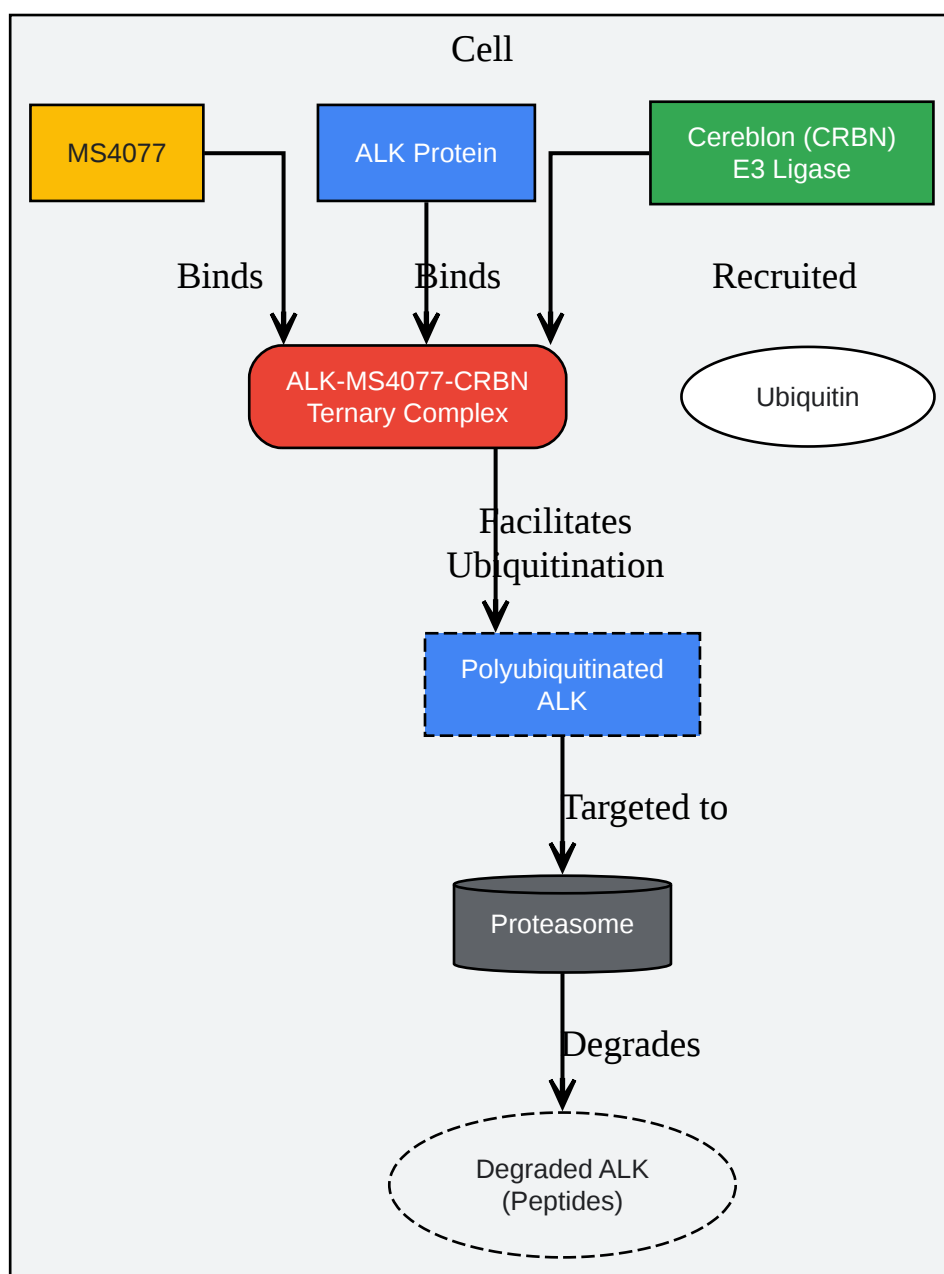 Cell
MS4077
ALK Protein
Cereblon (CRBN)
E3 Ligase
Binds
Binds
Recruited
ALK-MS4077-CRBN
Ternary Complex
Ubiquitin
Facilitates
Ubiquitination
Polyubiquitinated
ALK
Targeted to
Proteasome
Degrades
Degraded ALK
(Peptides)